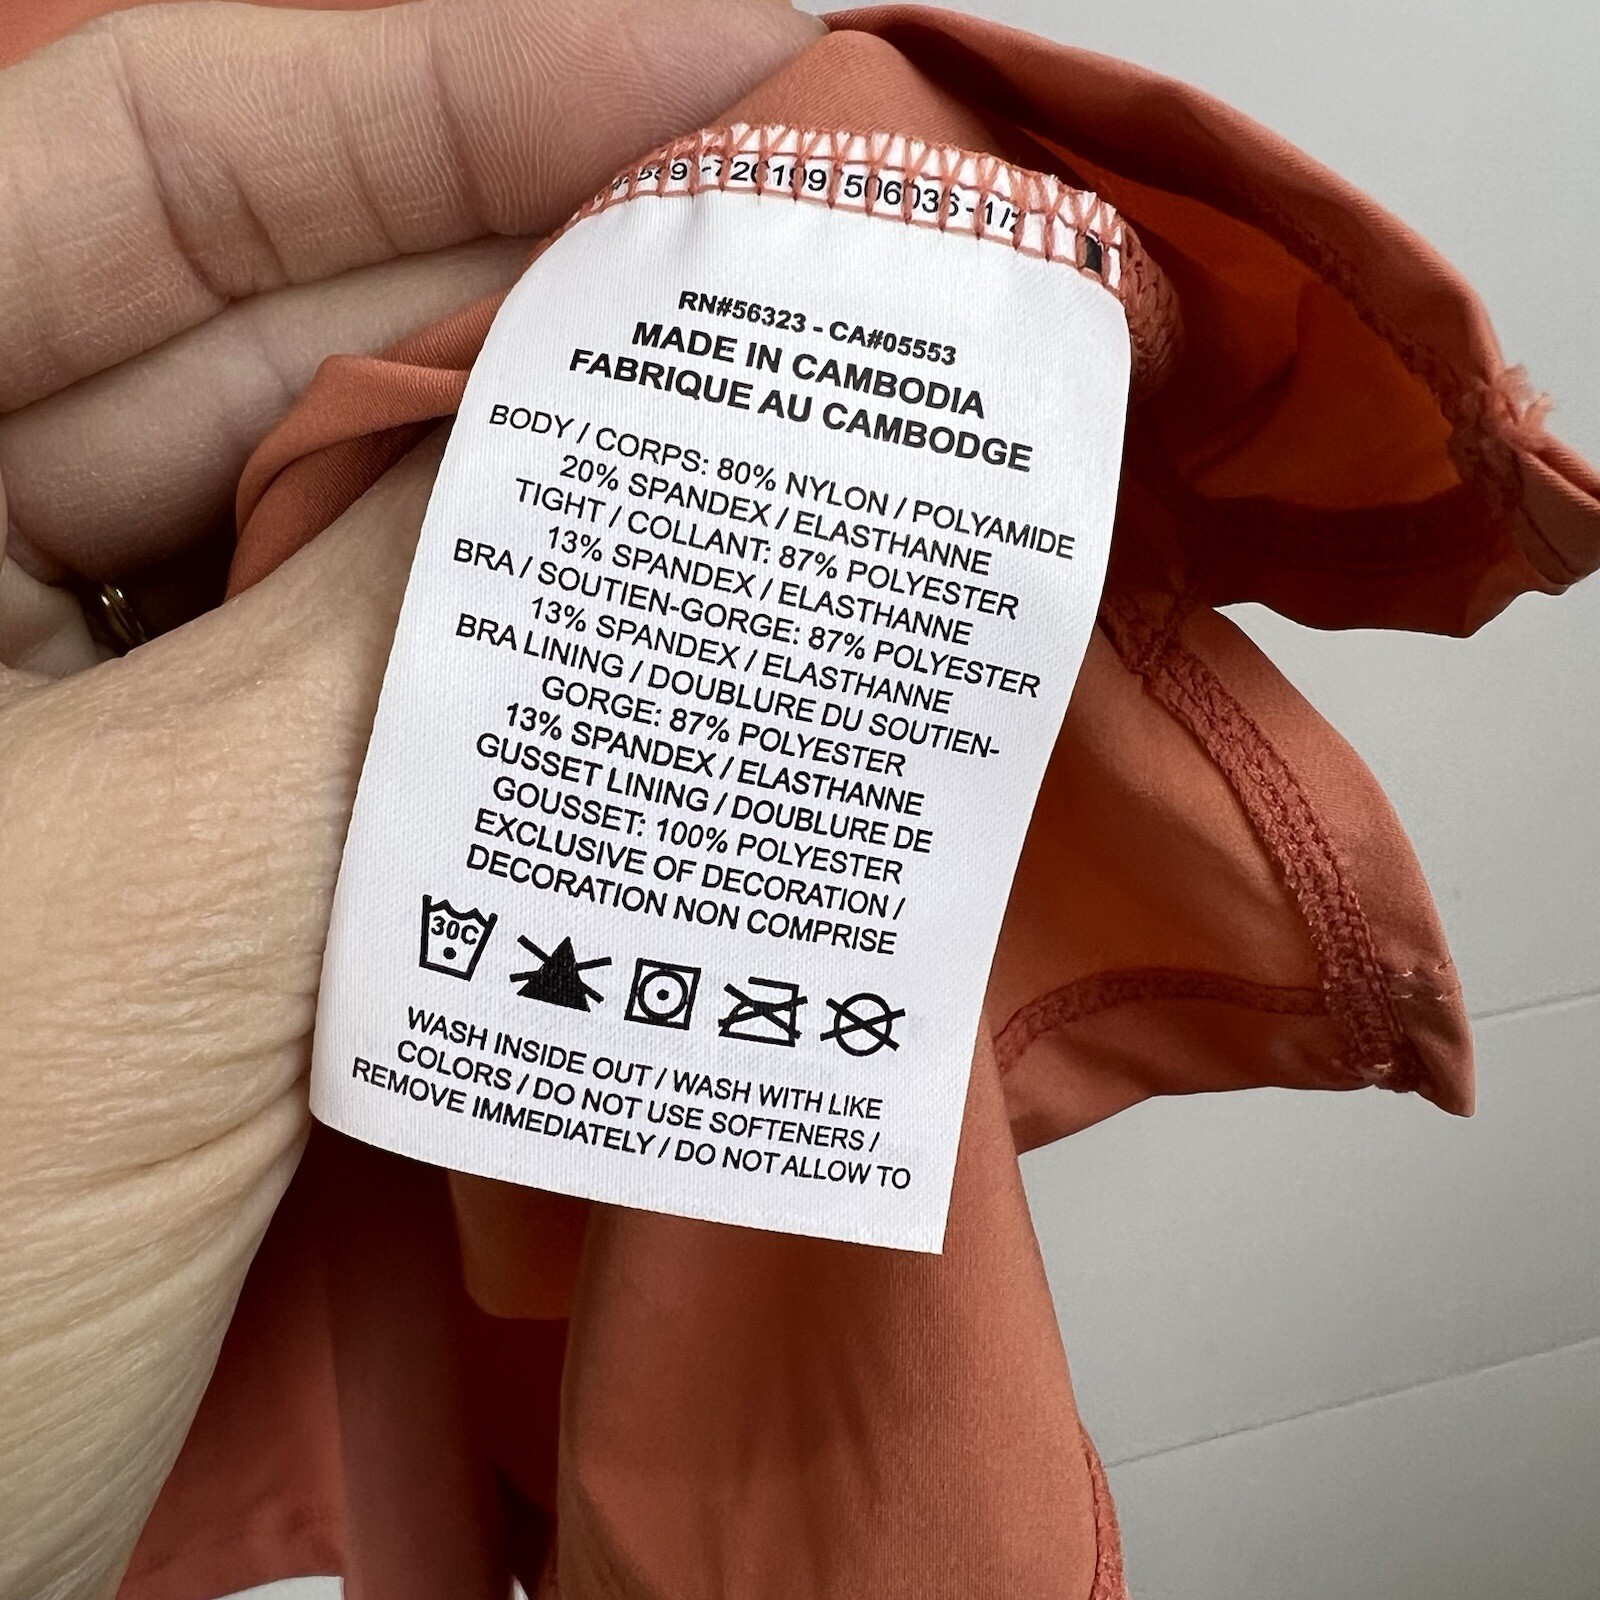 506036-1/2
RN#56323 - CA#05553
MADE IN CAMBODIA
FABRIQUE AU CAMBODGE
BODY / CORPS: 80% NYLON / POLYAMIDE
20% SPANDEX / ELASTHANNE
TIGHT / COLLANT: 87% POLYESTER
13% SPANDEX / ELASTHANNE
BRA / SOUTIEN-GORGE: 87% POLYESTER
13% SPANDEX / ELASTHANNE
BRA LINING / DOUBLURE DU SOUTIEN-
GORGE: 87% POLYESTER
13% SPANDEX / ELASTHANNE
GUSSET LINING / DOUBLURE DE
GOUSSET: 100% POLYESTER
EXCLUSIVE OF DECORATION /
DECORATION NON COMPRISE
30C
WASH INSIDE OUT / WASH WITH LIKE
COLORS / DO NOT USE SOFTENERS /
REMOVE IMMEDIATELY / DO NOT ALLOW TO